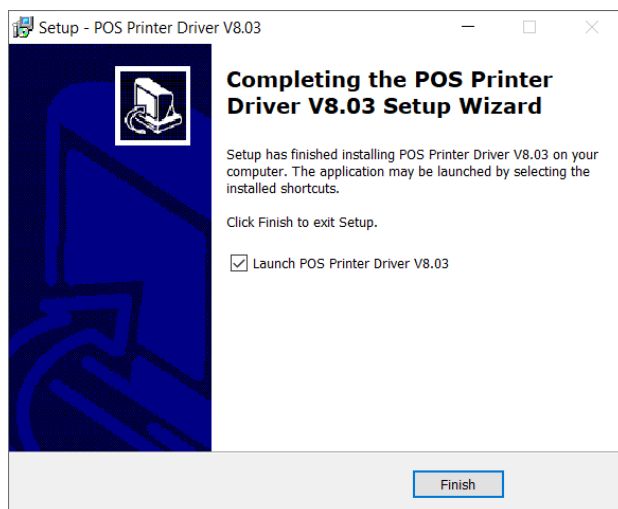 Setup - POS Printer Driver V8.03
Completing the POS Printer
Driver V8.03 Setup Wizard
Setup has finished installing POS Printer Driver V8.03 on your
computer. The application may be launched by selecting the
installed shortcuts.
Click Finish to exit Setup.
Launch POS Printer Driver V8.03
Finish